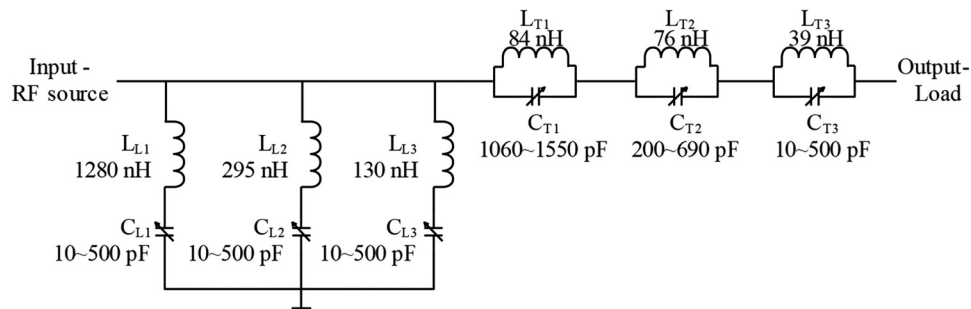 Input -
RF source
L_T1
84 nH
C_T1
1060~1550 pF
L_T2
76 nH
C_T2
200~690 pF
L_T3
39 nH
C_T3
10~500 pF
Output-
Load
L_L1
1280 nH
C_L1
10~500 pF
L_L2
295 nH
C_L2
10~500 pF
L_L3
130 nH
C_L3
10~500 pF